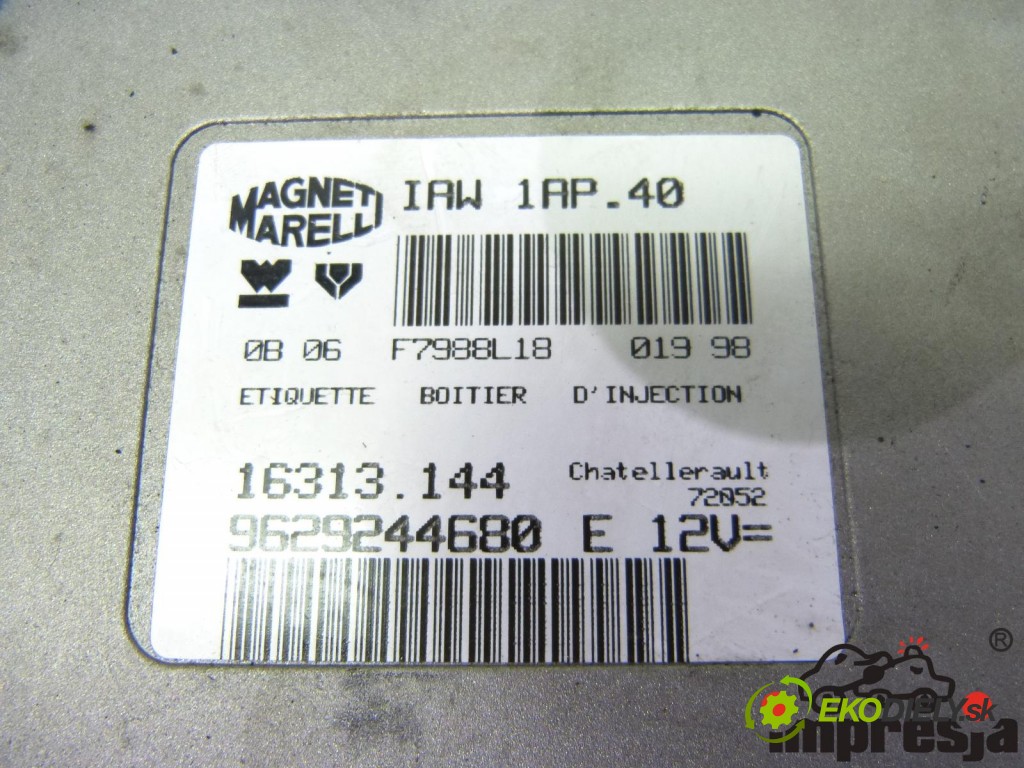 MAGNETI
MARELLI
IAW 1AP.40
0B 06 F7988L18 019 98
ETIQUETTE BOITIER D'INJECTION
16313.144
Chatellerault
72052
9629244680 E 12V=
®
EKODIELY.sk
impresja